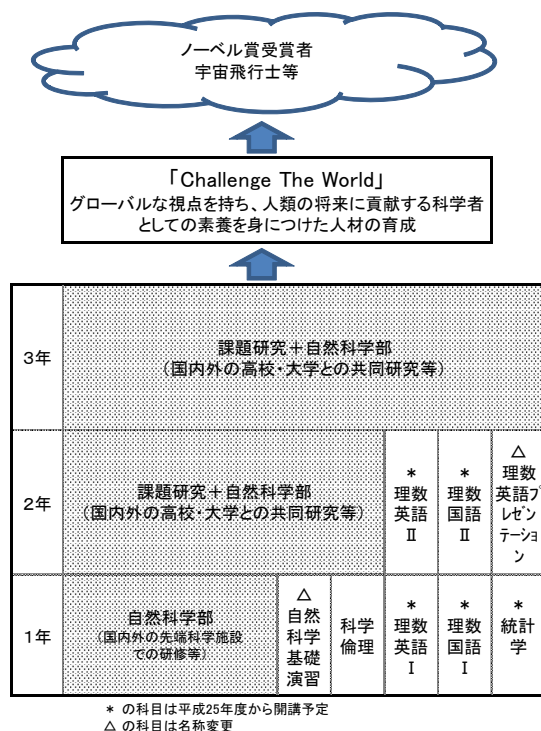 ノーベル賞受賞者
宇宙飛行士等
「Challenge The World」
グローバルな視点を持ち、人類の将来に貢献する科学者
としての素養を身につけた人材の育成
3年
課題研究＋自然科学部
（国内外の高校・大学との共同研究等）
2年
課題研究＋自然科学部
（国内外の高校・大学との共同研究等）
＊
理数
英語
Ⅱ
＊
理数
国語
Ⅱ
△
理数
英語プ
レゼン
テーショ
ン
1年
自然科学部
（国内外の先端科学施設
での研修等）
△
自然
科学
基礎
演習
科学
倫理
＊
理数
英語
Ⅰ
＊
理数
国語
Ⅰ
＊
統計
学
＊ の科目は平成25年度から開講予定
△ の科目は名称変更